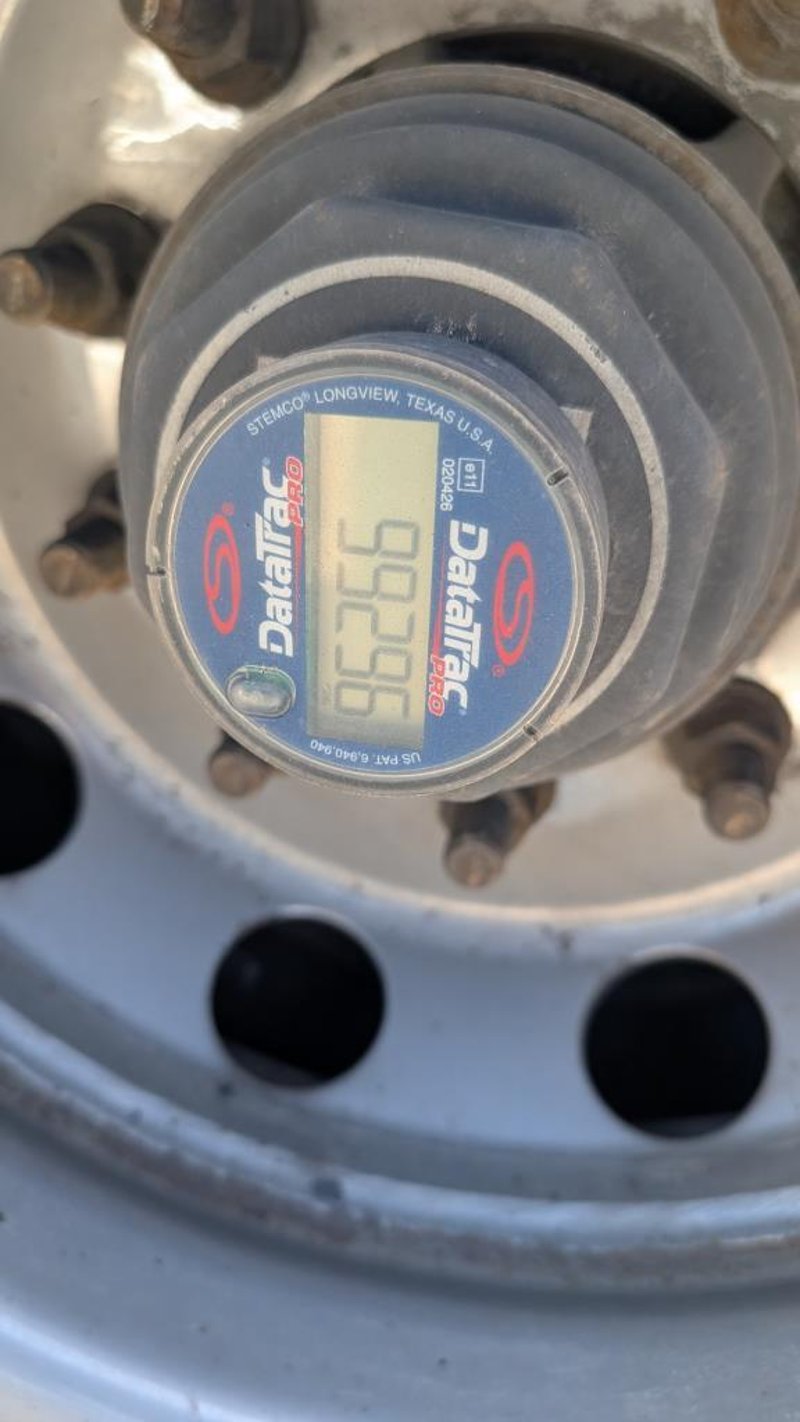 STEMCO® LONGVIEW, TEXAS U.S.A.
e11
020426
DataTrac®
PRO
S®
DataTrac®
PRO
S®
US PAT. 6,940,940